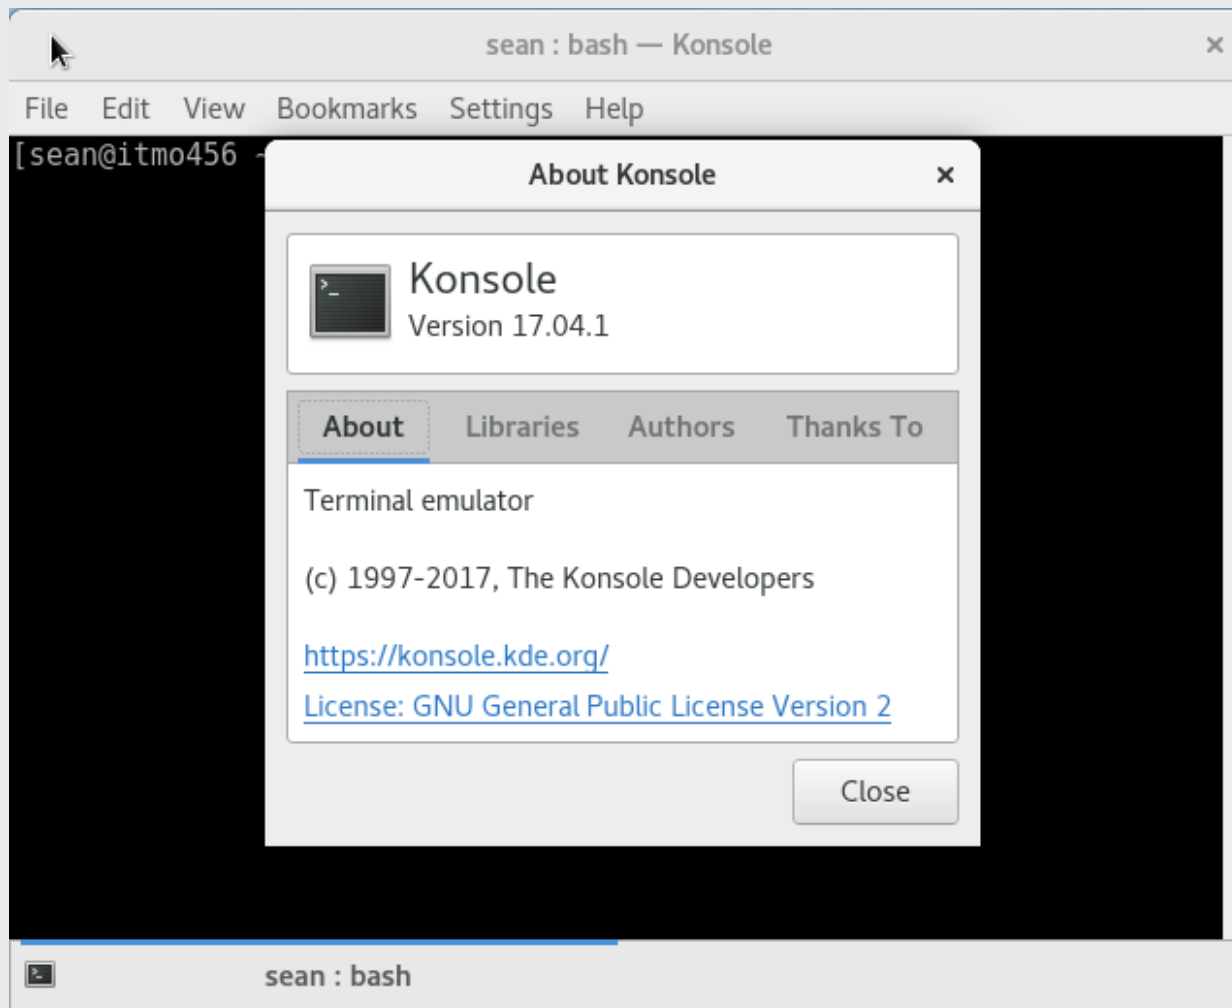 sean : bash — Konsole
File Edit View Bookmarks Settings Help
[sean@itmo456 ~
About Konsole
Konsole
Version 17.04.1
About Libraries Authors Thanks To
Terminal emulator
(c) 1997-2017, The Konsole Developers
https://konsole.kde.org/
License: GNU General Public License Version 2
Close
sean : bash